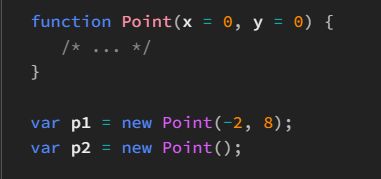 function Point(x = 0, y = 0) {
/* ... */
}
var p1 = new Point(-2, 8);
var p2 = new Point();